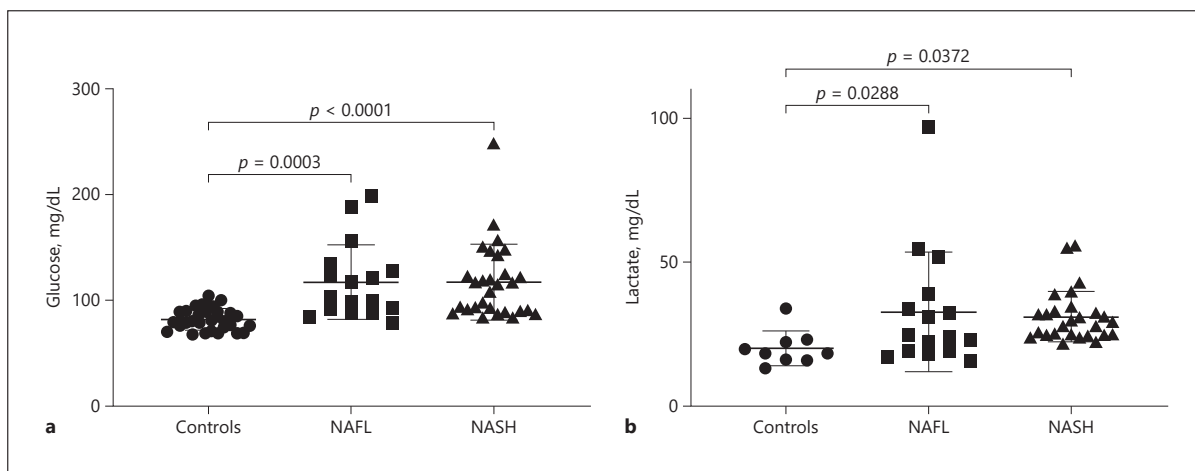 300
200
100
0
Glucose, mg/dL
p < 0.0001
p = 0.0003
a
Controls NAFL NASH
100
50
0
Lactate, mg/dL
p = 0.0372
p = 0.0288
b
Controls NAFL NASH